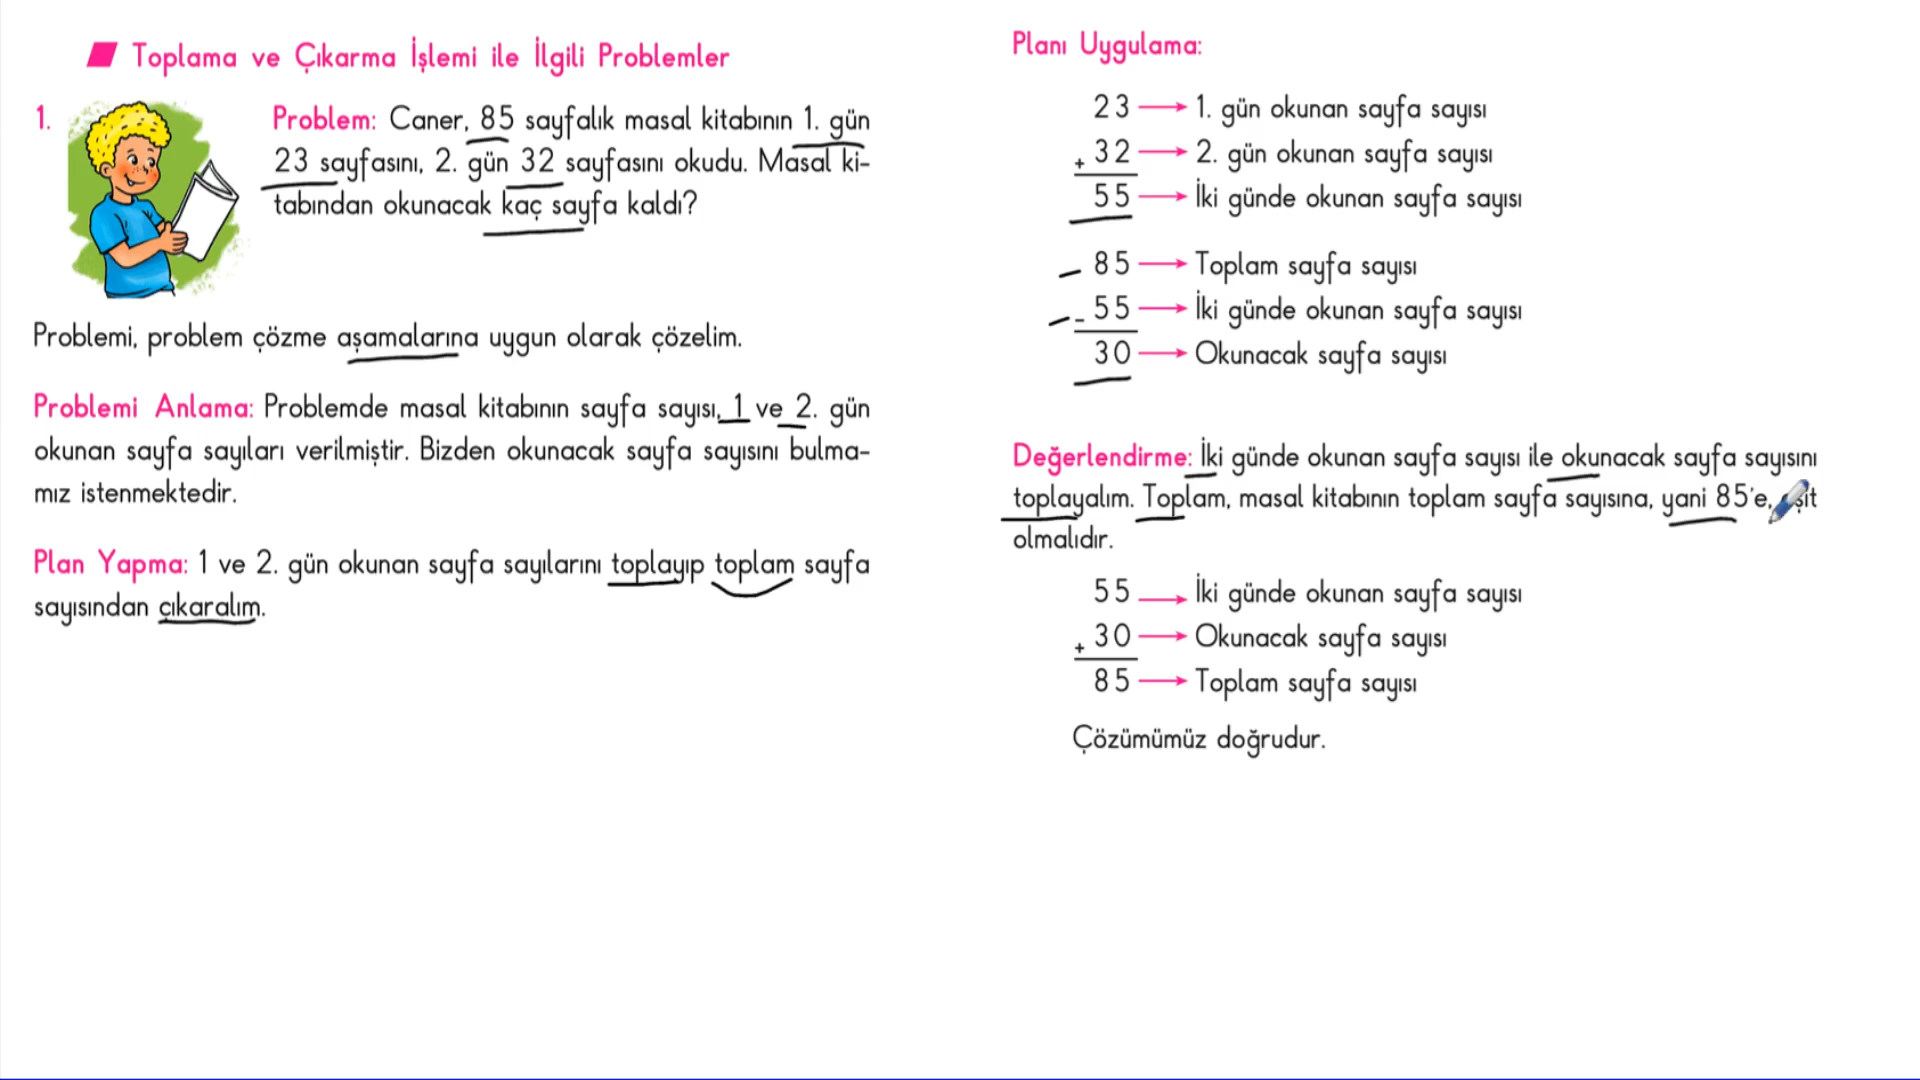 Toplama ve Çıkarma İşlemi ile İlgili Problemler
1.
Problem: Caner, 85 sayfalık masal kitabının 1. gün
23 sayfasını, 2. gün 32 sayfasını okudu. Masal ki-
tabından okunacak kaç sayfa kaldı?
Problemi, problem çözme aşamalarına uygun olarak çözelim.
Problemi Anlama: Problemde masal kitabının sayfa sayısı, 1 ve 2. gün
okunan sayfa sayıları verilmiştir. Bizden okunacak sayfa sayısını bulma-
mız istenmektedir.
Plan Yapma: 1 ve 2. gün okunan sayfa sayılarını toplayıp toplam sayfa
sayısından çıkaralım.
Planı Uygulama:
23 → 1. gün okunan sayfa sayısı
+ 32 → 2. gün okunan sayfa sayısı
55 → İki günde okunan sayfa sayısı
85 → Toplam sayfa sayısı
- 55 → İki günde okunan sayfa sayısı
30 → Okunacak sayfa sayısı
Değerlendirme: İki günde okunan sayfa sayısı ile okunacak sayfa sayısını
toplayalım. Toplam, masal kitabının toplam sayfa sayısına, yani 85'e,
olmalıdır.
55 → İki günde okunan sayfa sayısı
+ 30 → Okunacak sayfa sayısı
85 → Toplam sayfa sayısı
Çözümümüz doğrudur.